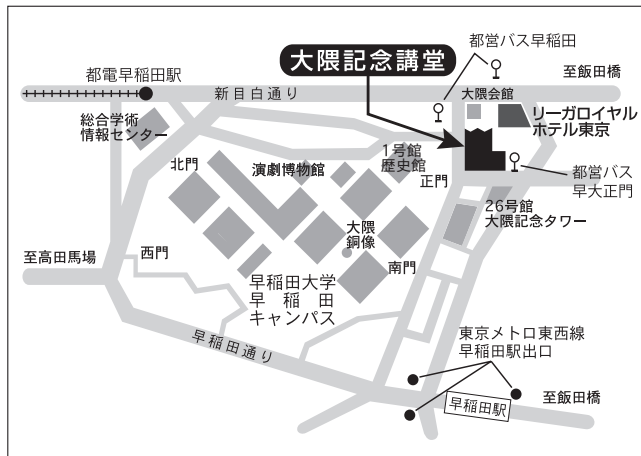 都営バス早稲田
大隈記念講堂
都電早稲田駅
新目白通り
大隈会館
至飯田橋
リーガロイヤル
ホテル東京
総合学術
情報センター
北門
演劇博物館
1号館
歴史館
正門
都営バス
早大正門
26号館
大隈記念タワー
大隈
銅像
至高田馬場
西門
南門
早稲田大学
早稲田
キャンパス
早稲田通り
東京メトロ東西線
早稲田駅出口
早稲田駅
至飯田橋